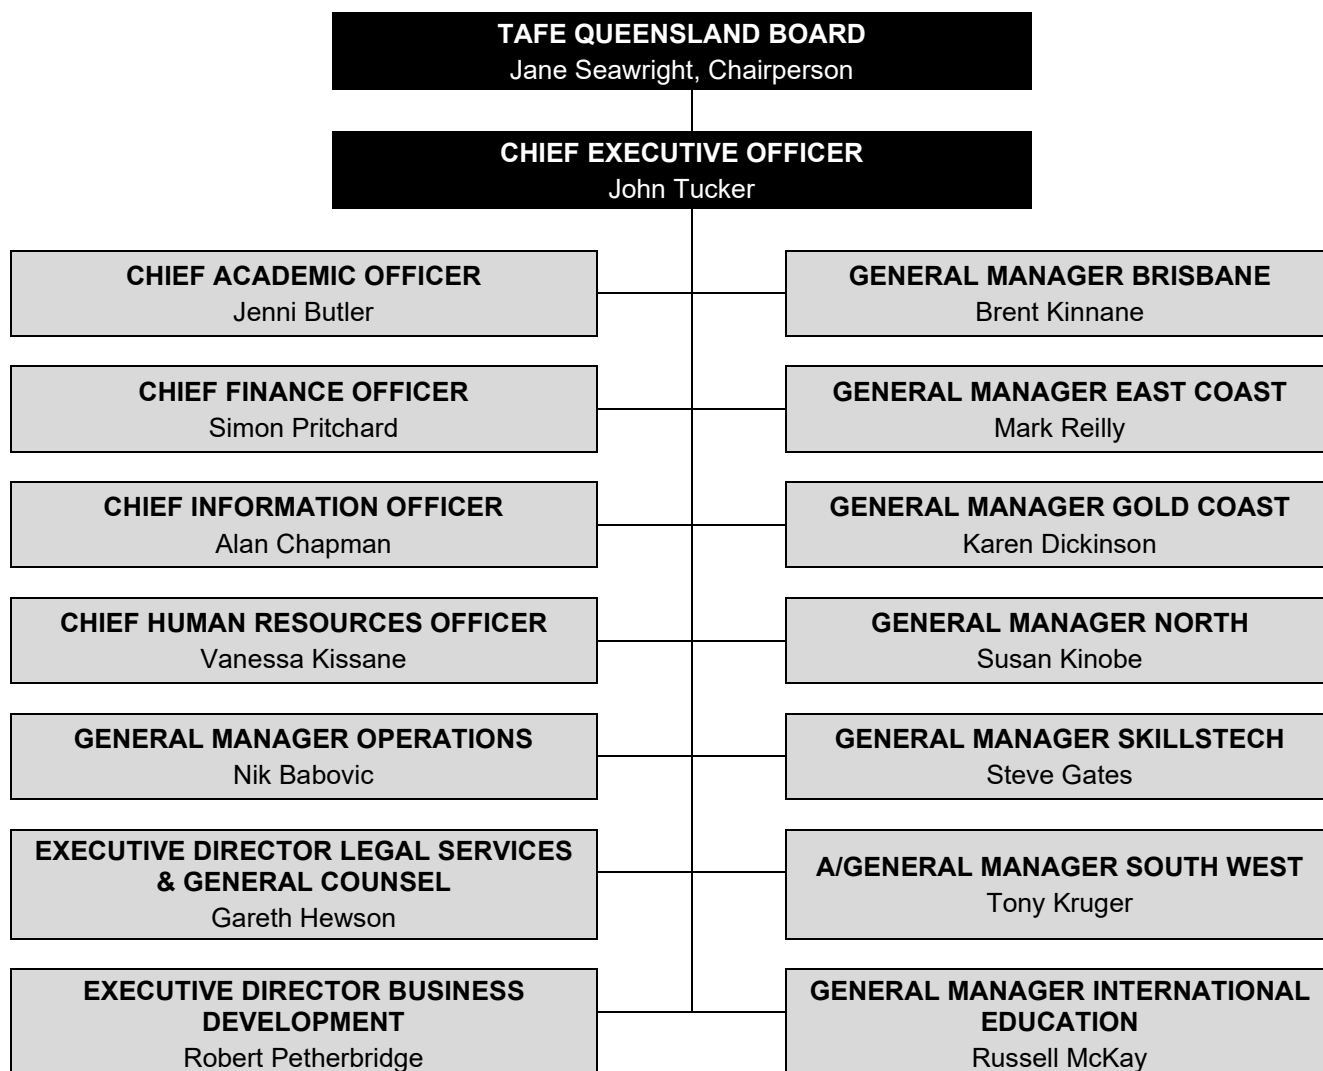 TAFE QUEENSLAND BOARD
Jane Seawright, Chairperson
CHIEF EXECUTIVE OFFICER
John Tucker
CHIEF ACADEMIC OFFICER
Jenni Butler
GENERAL MANAGER BRISBANE
Brent Kinnane
CHIEF FINANCE OFFICER
Simon Pritchard
GENERAL MANAGER EAST COAST
Mark Reilly
CHIEF INFORMATION OFFICER
Alan Chapman
GENERAL MANAGER GOLD COAST
Karen Dickinson
CHIEF HUMAN RESOURCES OFFICER
Vanessa Kissane
GENERAL MANAGER NORTH
Susan Kinobe
GENERAL MANAGER OPERATIONS
Nik Babovic
GENERAL MANAGER SKILLSTECH
Steve Gates
EXECUTIVE DIRECTOR LEGAL SERVICES
& GENERAL COUNSEL
Gareth Hewson
A/GENERAL MANAGER SOUTH WEST
Tony Kruger
EXECUTIVE DIRECTOR BUSINESS
DEVELOPMENT
Robert Petherbridge
GENERAL MANAGER INTERNATIONAL
EDUCATION
Russell McKay